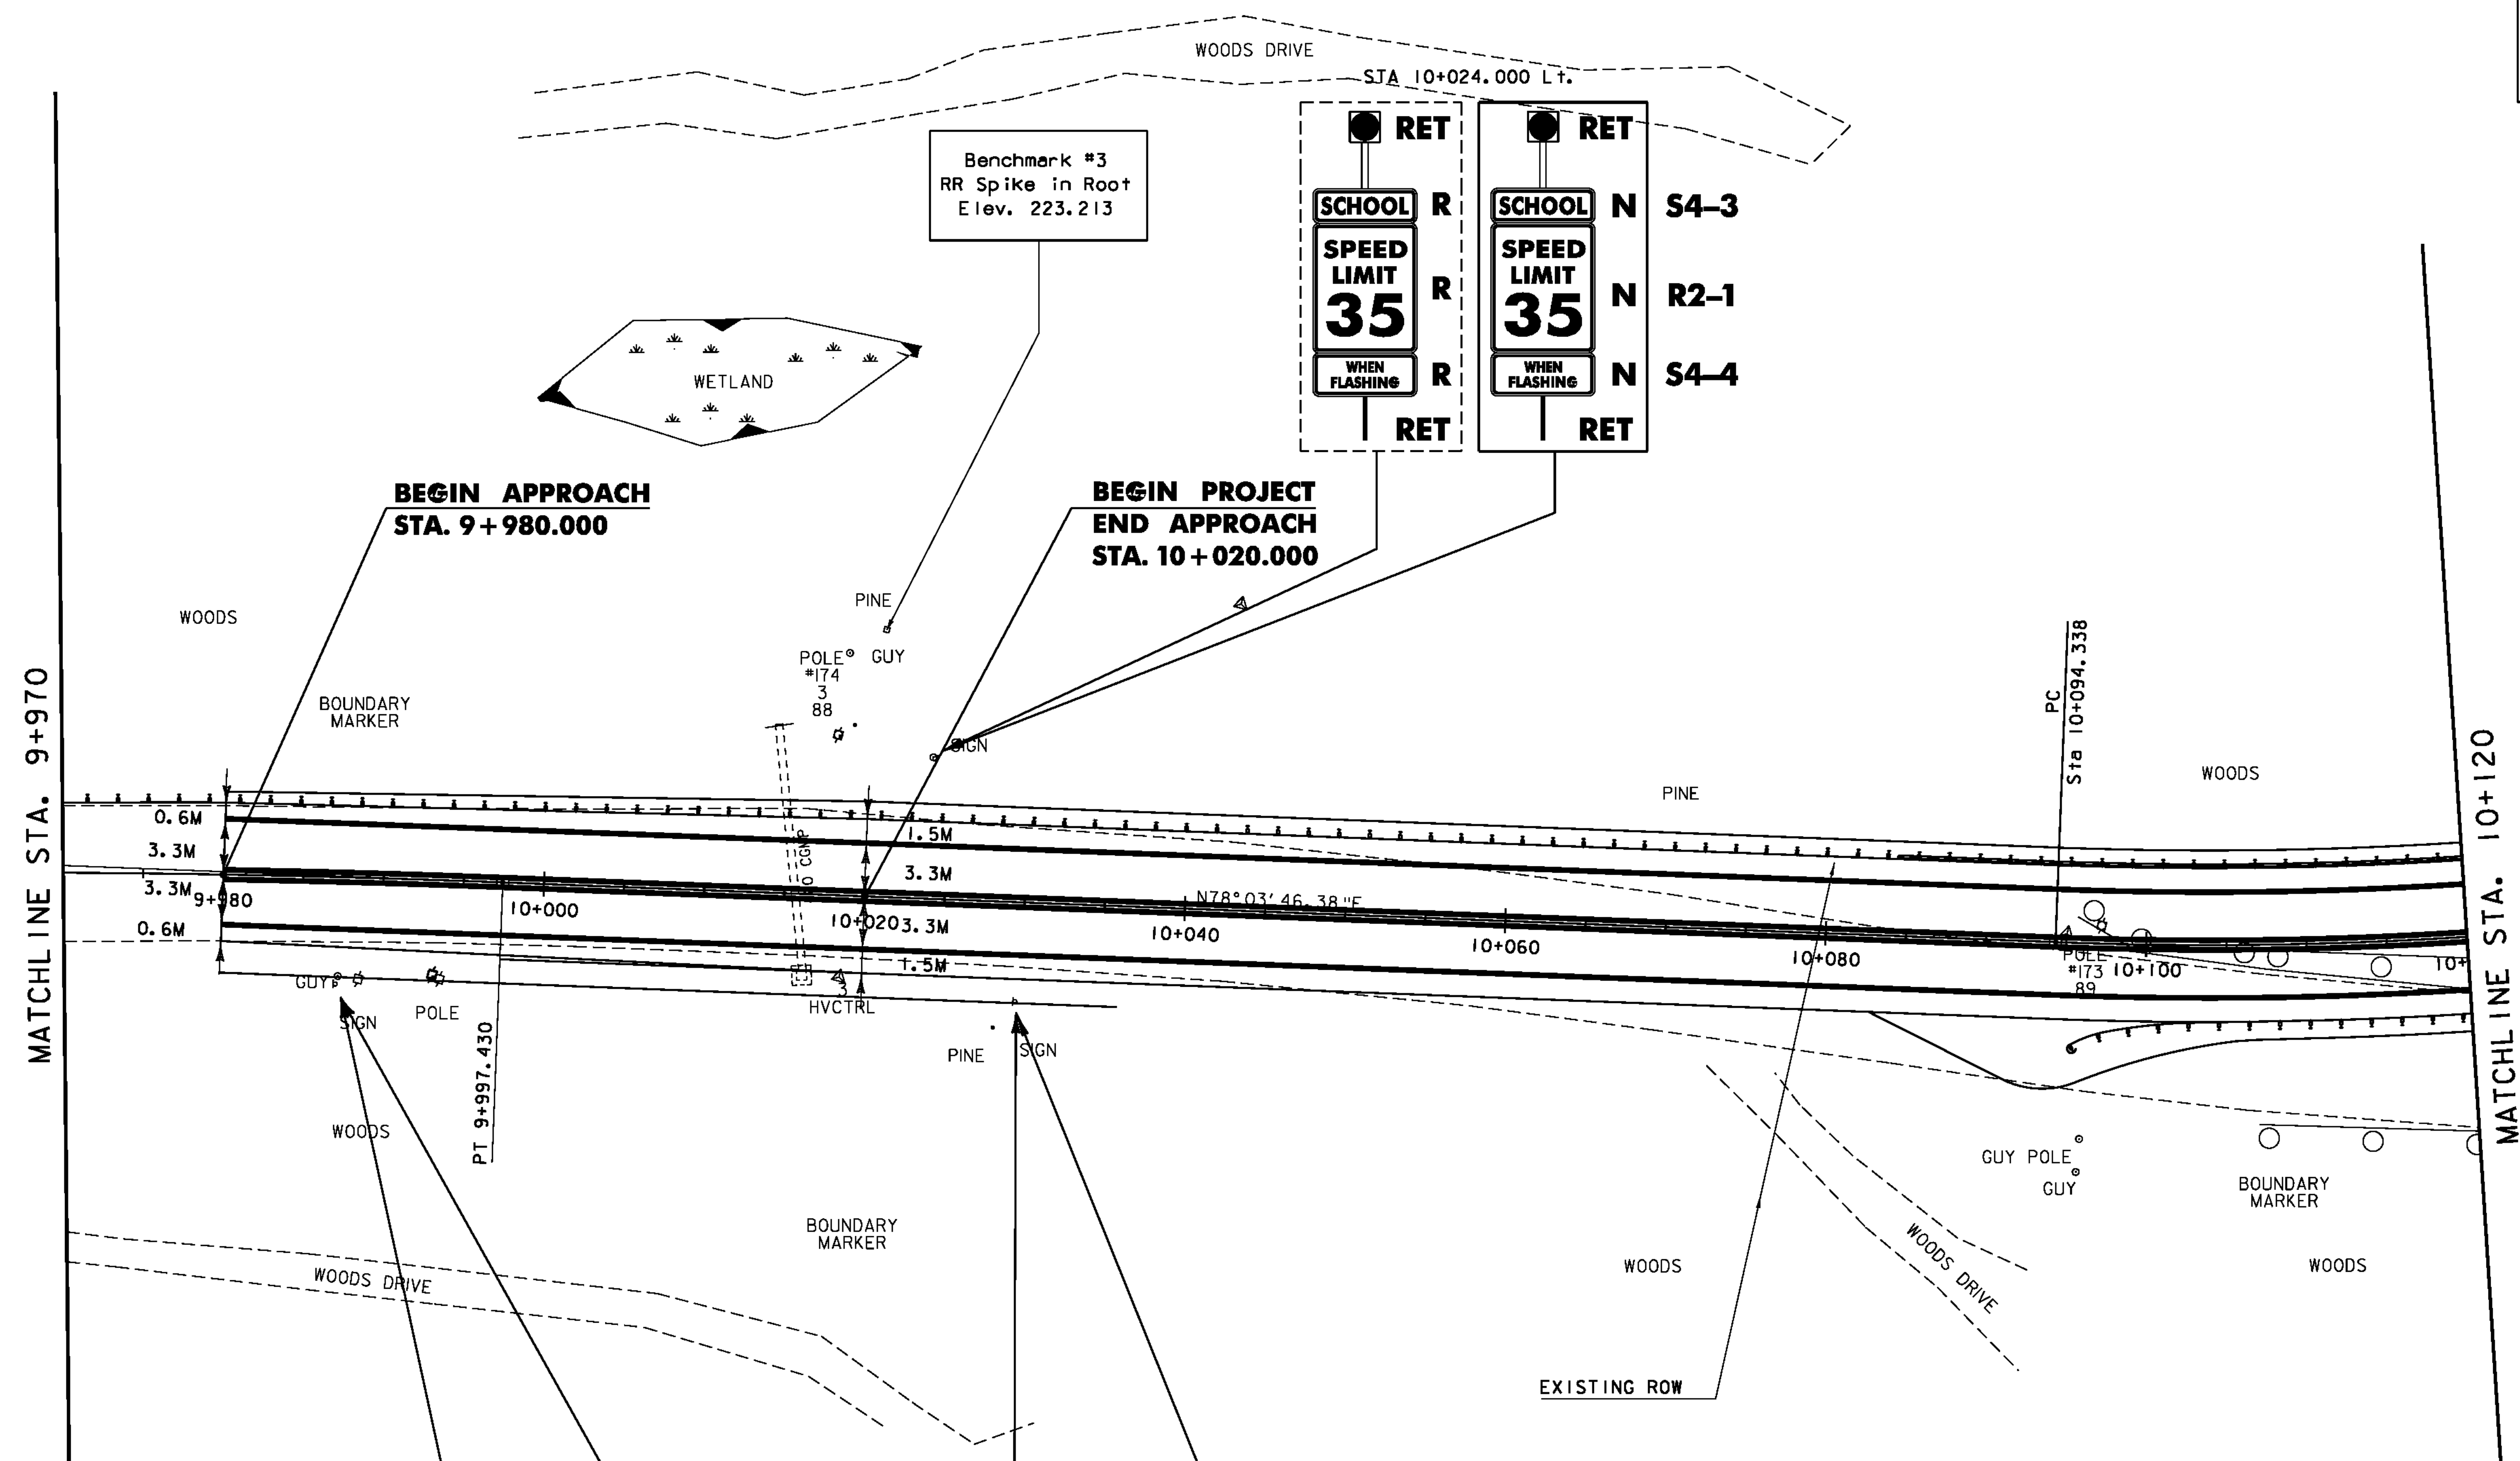 WOODS DRIVE
STA 10+024.000 Lt.
Benchmark #3
RR Spike in Root
Elev. 223.213
RET
SCHOOL R
SPEED
LIMIT
35
R
WHEN
FLASHING
R
RET
RET
SCHOOL N S4-3
SPEED
LIMIT
35
N R2-1
WHEN
FLASHING
N S4-4
RET
WETLAND
BEGIN APPROACH
STA. 9+980.000
BEGIN PROJECT
END APPROACH
STA. 10+020.000
WOODS
PINE
POLE GUY
#174
3
88
BOUNDARY
MARKER
SIGN
PC
Sta 10+094.338
WOODS
PINE
MATCHLINE STA. 9+970
MATCHLINE STA. 10+120
0.6M
3.3M
3.3M
0.6M
9+980
10+000
10+020
1.5M
3.3M
3.3M
1.5M
N78°03'46.38"E
10+040
10+060
10+080
10+100
10+
POLE
#173
89
GUY
SIGN
POLE
3
HVCTRL
PINE
SIGN
PT 9+997.430
WOODS
WOODS DRIVE
BOUNDARY
MARKER
WOODS
EXISTING ROW
WOODS DRIVE
GUY POLE
GUY
BOUNDARY
MARKER
WOODS